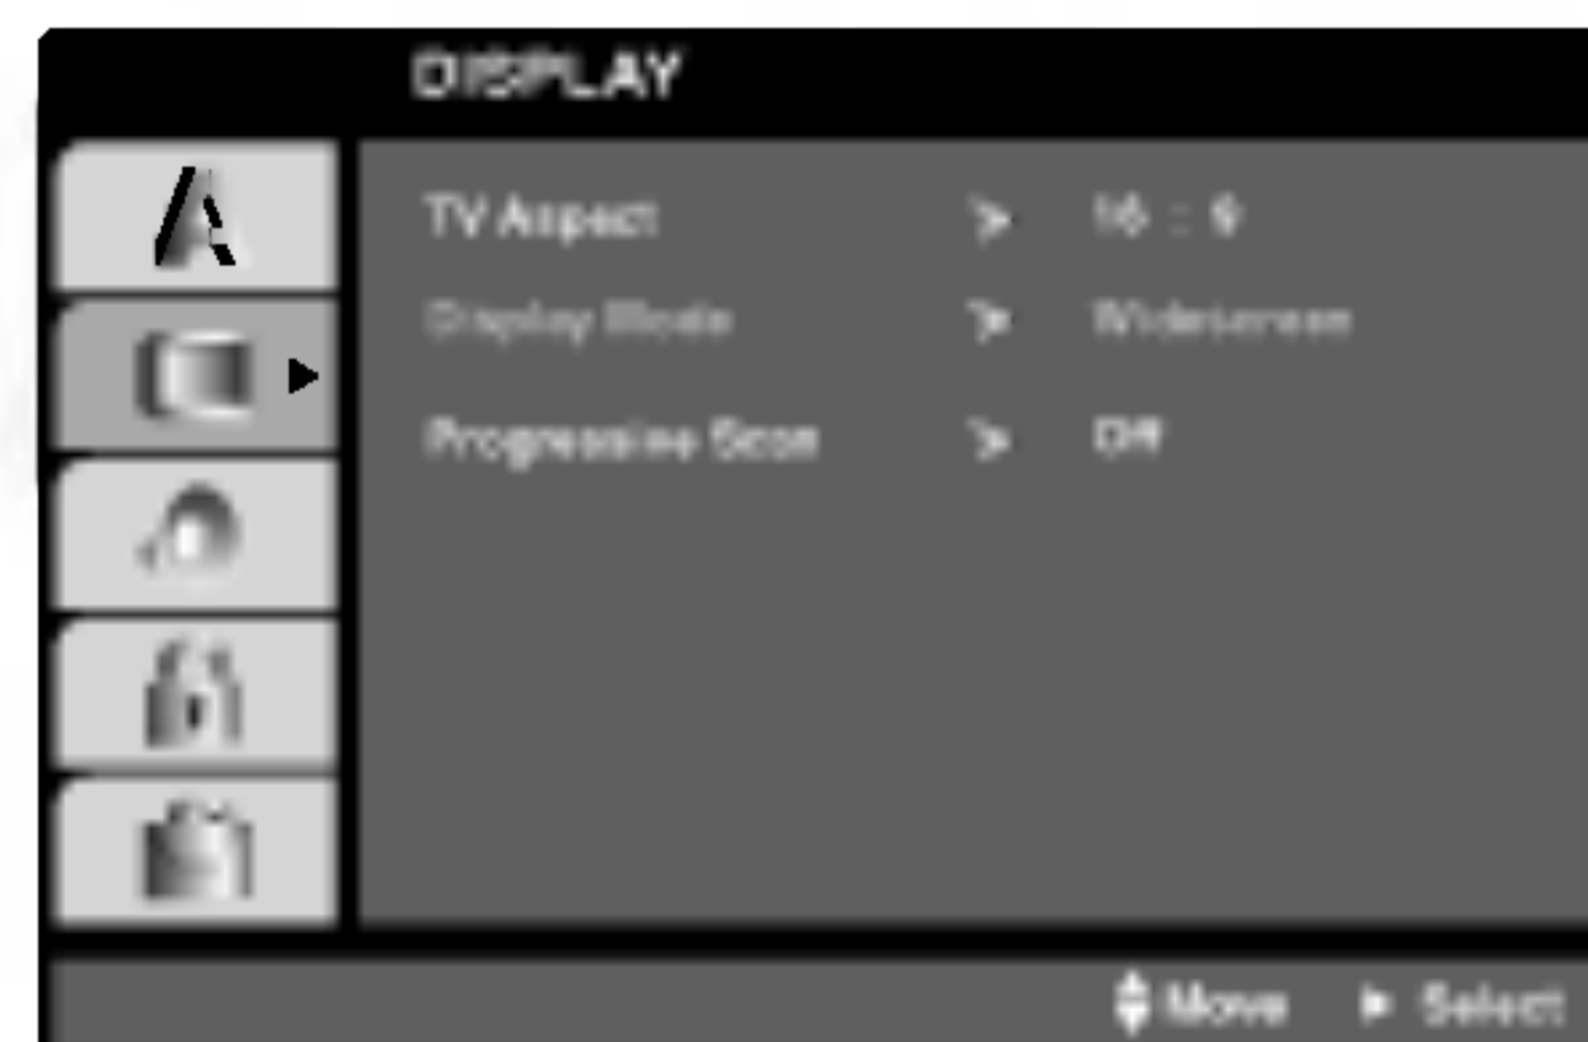 DISPLAY
TV Aspect > 16 : 9
Display Mode > Widescreen
Progressive Scan > Off
Move ► Select